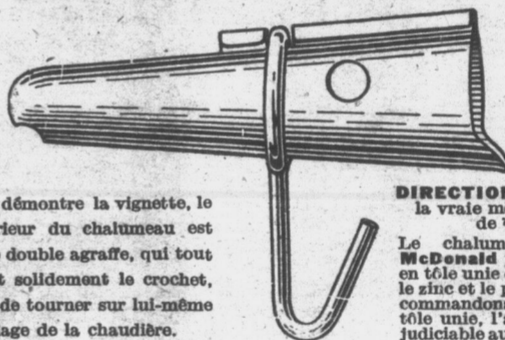 démontre la vignette, le
rieur du chalumeau est
double agraffe, qui tout
t solidement le crochet,
de tourner sur lui-même
age de la chaudière.
DIRECTION
la vraie m
de
Le chalum
McDonald
en tôle unie
le zinc et le
commandon
tôle unie, l'
judiciable au